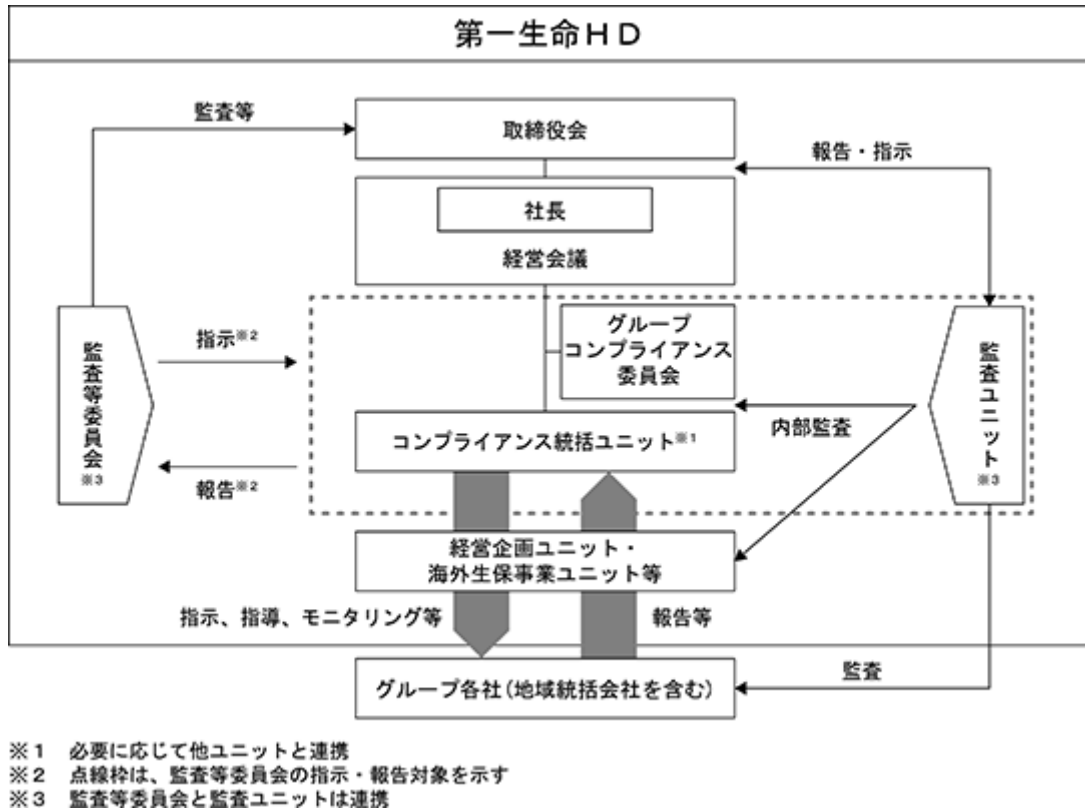 第一生命ＨＤ
監査等
取締役会
報告・指示
社長
経営会議
監査等委員会
※3
指示※2
報告※2
グループ
コンプライアンス
委員会
コンプライアンス統括ユニット※1
内部監査
監査ユニット
※3
経営企画ユニット・
海外生保事業ユニット等
指示、指導、モニタリング等
報告等
グループ各社（地域統括会社を含む）
監査
※１　必要に応じて他ユニットと連携
※２　点線枠は、監査等委員会の指示・報告対象を示す
※３　監査等委員会と監査ユニットは連携